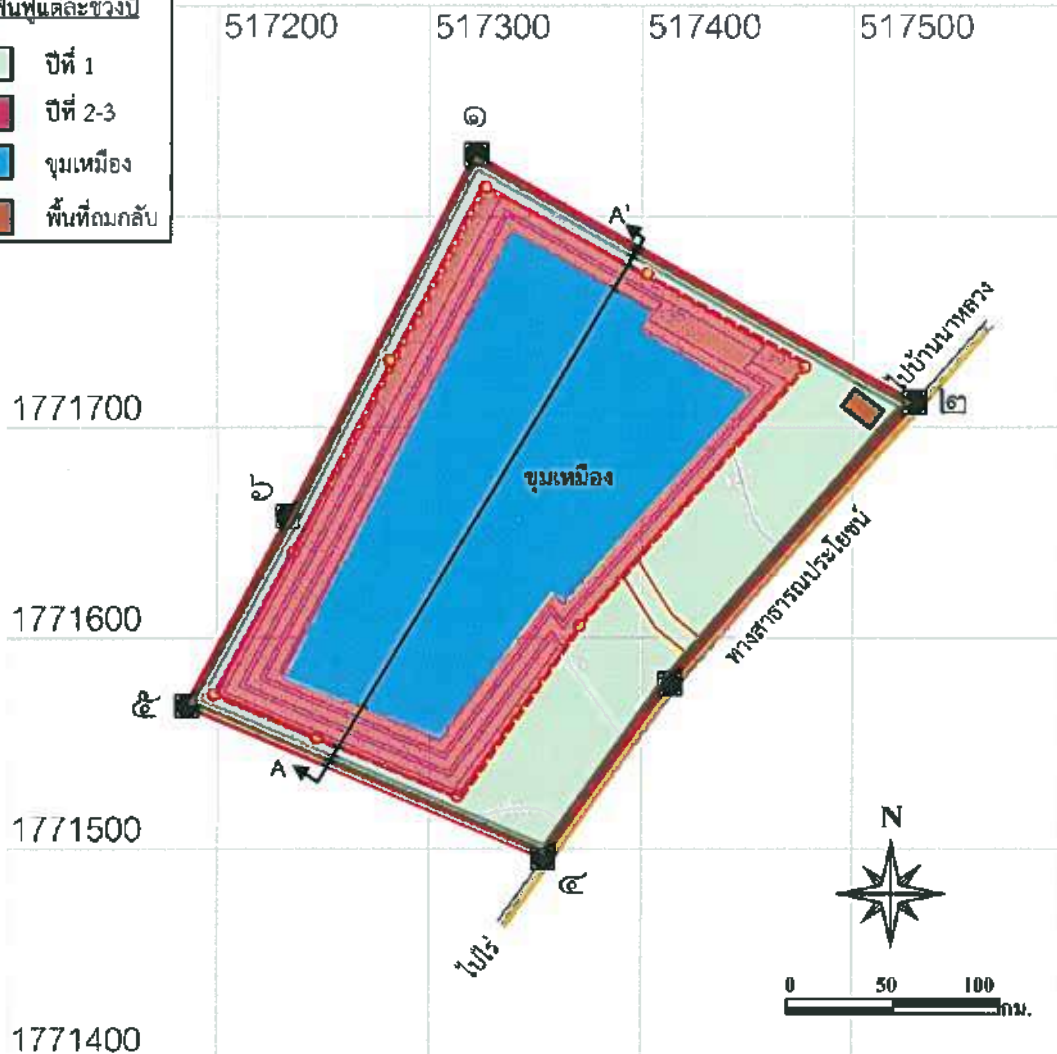 ฟื้นฟูแต่ละช่วงปี
ปีที่ 1
ปีที่ 2-3
ขุมเหมือง
พื้นที่ถมกลับ
517200 517300 517400 517500
๑
A'
ไปบ้านนาหลวง
1771700
๒
ขุมเหมือง
๖
ทางสาธารณประโยชน์
1771600
๕
A
1771500
N
๔
ไปไร่
0 50 100
กม.
1771400